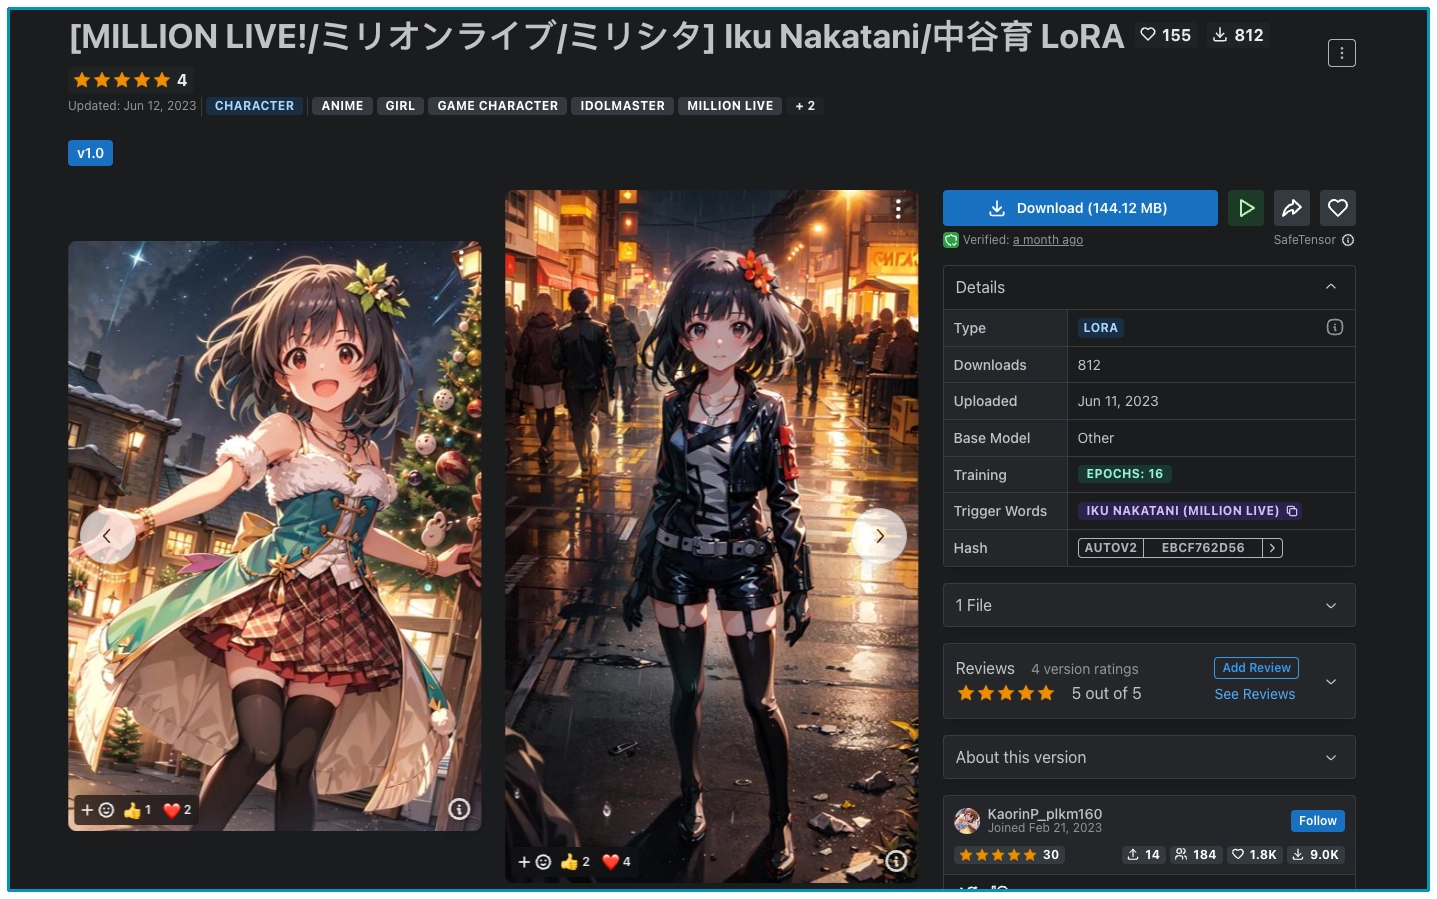 [MILLION LIVE!/ミリオンライブ/ミリシタ] Iku Nakatani/中谷育 LoRA 155 812
4
Updated: Jun 12, 2023 CHARACTER ANIME GIRL GAME CHARACTER IDOLMASTER MILLION LIVE + 2
v1.0
Download (144.12 MB)
Verified: a month ago SafeTensor
Details
Type LORA
Downloads 812
Uploaded Jun 11, 2023
Base Model Other
Training EPOCHS: 16
Trigger Words IKU NAKATANI (MILLION LIVE)
Hash AUTOV2 EBCF762D56
1 File
Reviews 4 version ratings Add Review
5 out of 5 See Reviews
About this version
KaorinP_plkm160
Joined Feb 21, 2023 Follow
30 14 184 1.8K 9.0K
+ 1 2
+ 2 4